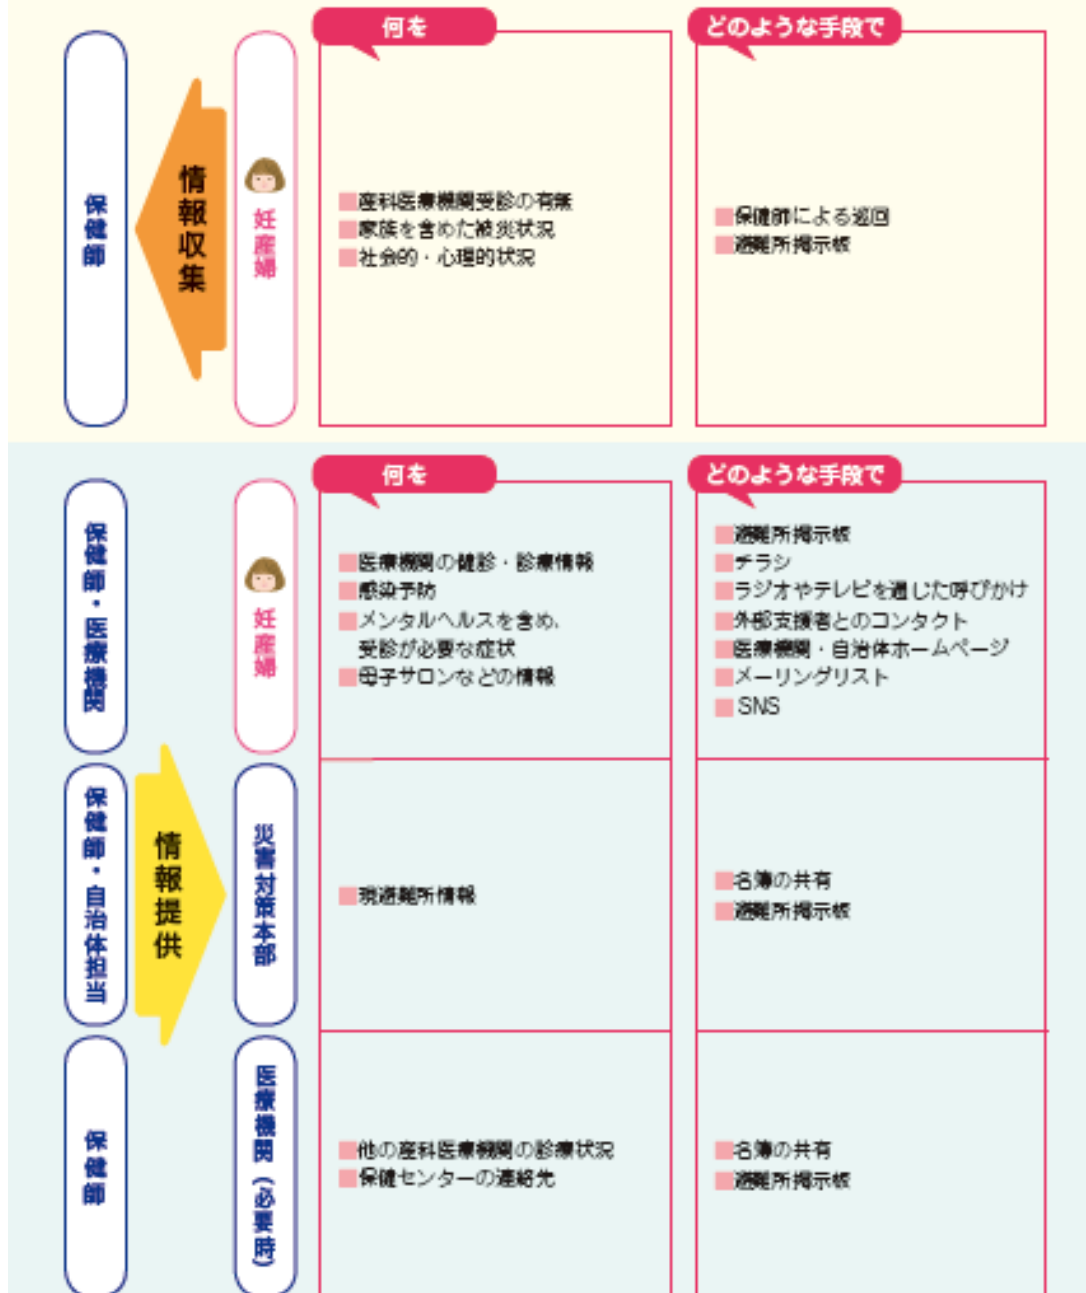 何を
どのような手段で
保健師
情報収集
妊産婦
■産科医療機関受診の有無
■家族を含めた被災状況
■社会的・心理的状況
■保健師による巡回
■避難所掲示板
何を
どのような手段で
保健師・医療機関
妊産婦
■医療機関の健診・診療情報
■感染予防
■メンタルヘルスを含め、
受診が必要な症状
■母子サロンなどの情報
■避難所掲示板
■チラシ
■ラジオやテレビを通じた呼びかけ
■外部支援者とのコンタクト
■医療機関・自治体ホームページ
■メーリングリスト
■SNS
保健師・自治体担当
情報提供
災害対策本部
■現避難所情報
■名簿の共有
■避難所掲示板
保健師
医療機関(必要時)
■他の産科医療機関の診療状況
■保健センターの連絡先
■名簿の共有
■避難所掲示板